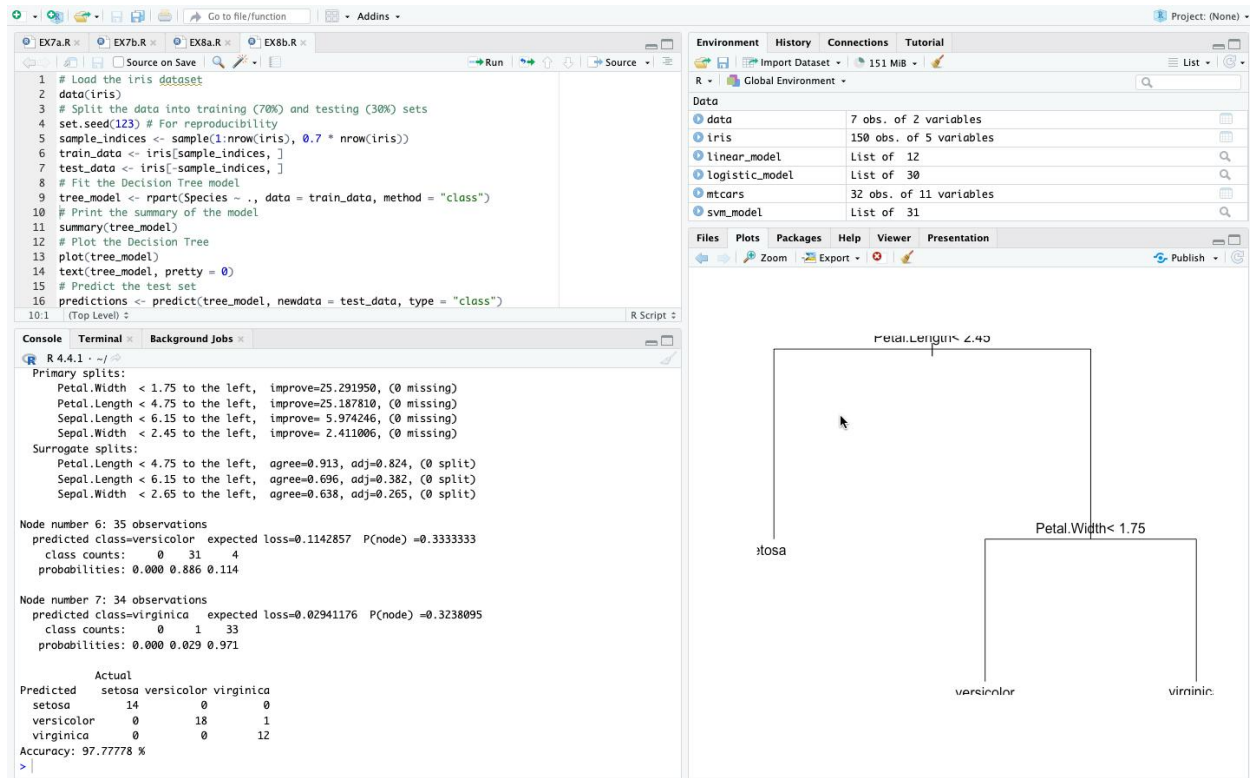 Go to file/function
Addins
Project: (None)
EX7a.R
EX7b.R
EX8a.R
EX8b.R
Source on Save
Run
Source
1 # Load the iris dataset
2 data(iris)
3 # Split the data into training (70%) and testing (30%) sets
4 set.seed(123) # For reproducibility
5 sample_indices <- sample(1:nrow(iris), 0.7 * nrow(iris))
6 train_data <- iris[sample_indices, ]
7 test_data <- iris[-sample_indices, ]
8 # Fit the Decision Tree model
9 tree_model <- rpart(Species ~ ., data = train_data, method = "class")
10 # Print the summary of the model
11 summary(tree_model)
12 # Plot the Decision Tree
13 plot(tree_model)
14 text(tree_model, pretty = 0)
15 # Predict the test set
16 predictions <- predict(tree_model, newdata = test_data, type = "class")
10:1 (Top Level) R Script
Console Terminal Background Jobs
R 4.4.1 · ~/
Primary splits:
Petal.Width < 1.75 to the left, improve=25.291950, (0 missing)
Petal.Length < 4.75 to the left, improve=25.187810, (0 missing)
Sepal.Length < 6.15 to the left, improve= 5.974246, (0 missing)
Sepal.Width < 2.45 to the left, improve= 2.411006, (0 missing)
Surrogate splits:
Petal.Length < 4.75 to the left, agree=0.913, adj=0.824, (0 split)
Sepal.Length < 6.15 to the left, agree=0.696, adj=0.382, (0 split)
Sepal.Width < 2.65 to the left, agree=0.638, adj=0.265, (0 split)
Node number 6: 35 observations
predicted class=versicolor expected loss=0.1142857 P(node) =0.3333333
class counts: 0 31 4
probabilities: 0.000 0.886 0.114
Node number 7: 34 observations
predicted class=virginica expected loss=0.02941176 P(node) =0.3238095
class counts: 0 1 33
probabilities: 0.000 0.029 0.971
Actual
Predicted setosa versicolor virginica
setosa 14 0 0
versicolor 0 18 1
virginica 0 0 12
Accuracy: 97.77778 %
>
Environment History Connections Tutorial
Import Dataset 151 MiB List
R Global Environment
Data
data 7 obs. of 2 variables
iris 150 obs. of 5 variables
linear_model List of 12
logistic_model List of 30
mtcars 32 obs. of 11 variables
svm_model List of 31
Files Plots Packages Help Viewer Presentation
Zoom Export Publish
Petal.Length< 2.45
Petal.Width< 1.75
etosa
versicolor
virginic